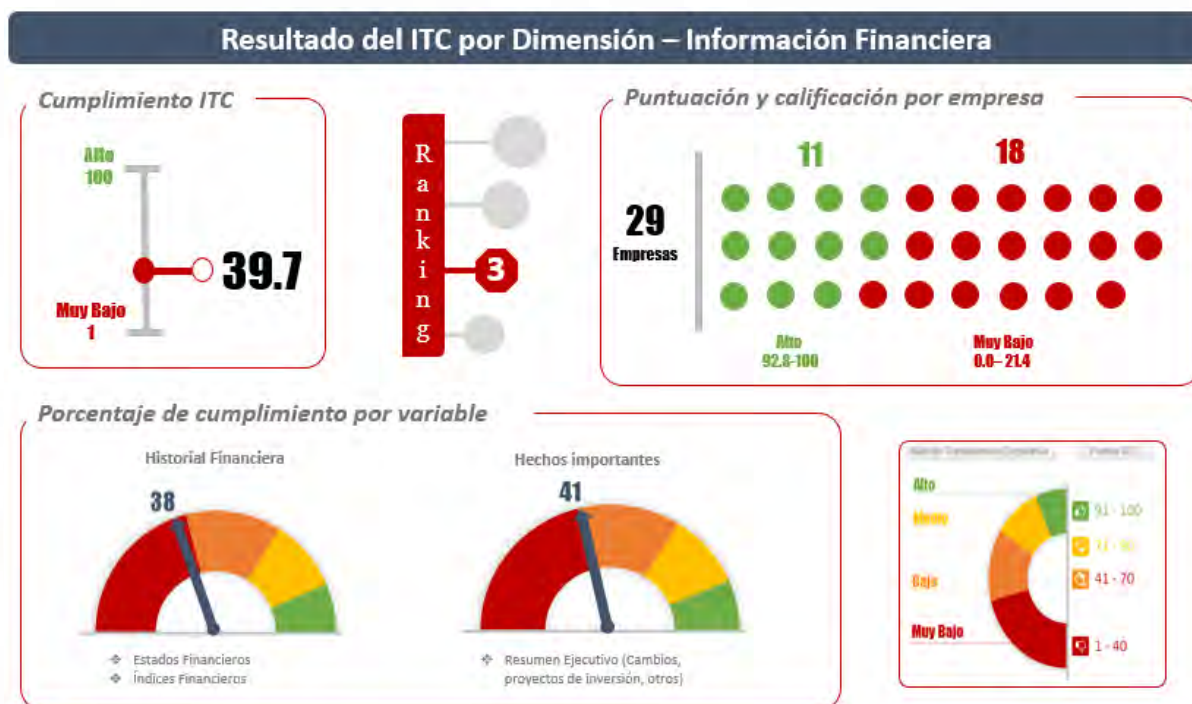 Resultado del ITC por Dimensión – Información Financiera
Cumplimiento ITC
Alto
100
39.7
Muy Bajo
1
Ranking
3
Puntuación y calificación por empresa
29
Empresas
11
18
Alto
92.8-100
Muy Bajo
0.0– 21.4
Porcentaje de cumplimiento por variable
Historial Financiera
38
Estados Financieros
Índices Financieros
Hechos importantes
41
Resumen Ejecutivo (Cambios,
proyectos de inversión, otros)
Alto
91 - 100
Medio
Bajo
41 - 70
Muy Bajo
1 - 40